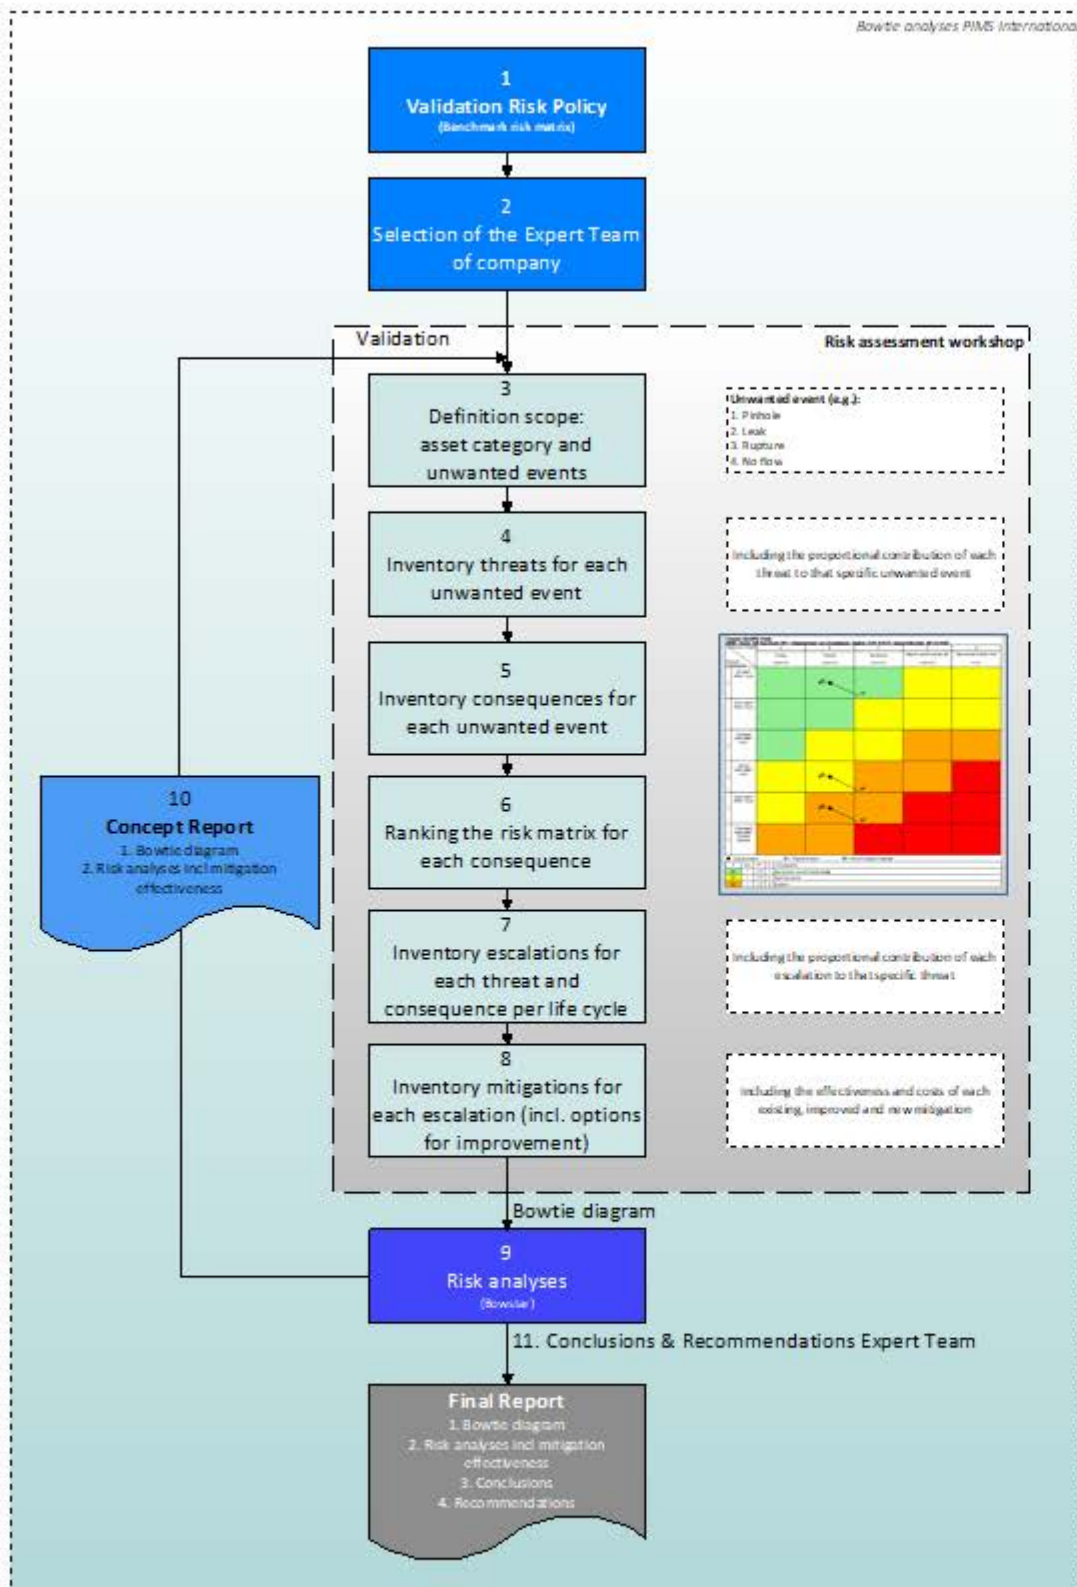 Bowtie analyses PIMS International
1
Validation Risk Policy
(Benchmark risk matrix)
2
Selection of the Expert Team
of company
Validation
Risk assessment workshop
3
Definition scope:
asset category and
unwanted events
Unwanted event (e.g.):
1. Pinhole
2. Leak
3. Rupture
4. No flow
4
Inventory threats for each
unwanted event
Including the proportional contribution of each
threat to that specific unwanted event
5
Inventory consequences for
each unwanted event
6
Ranking the risk matrix for
each consequence
10
Concept Report
1. Bowtie diagram
2. Risk analyses incl mitigation
effectiveness
7
Inventory escalations for
each threat and
consequence per life cycle
Including the proportional contribution of each
escalation to that specific threat
8
Inventory mitigations for
each escalation (incl. options
for improvement)
Including the effectiveness and costs of each
existing, improved and new mitigation
Bowtie diagram
9
Risk analyses
(Bowstar)
11. Conclusions & Recommendations Expert Team
Final Report
1. Bowtie diagram
2. Risk analyses incl mitigation
effectiveness
3. Conclusions
4. Recommendations